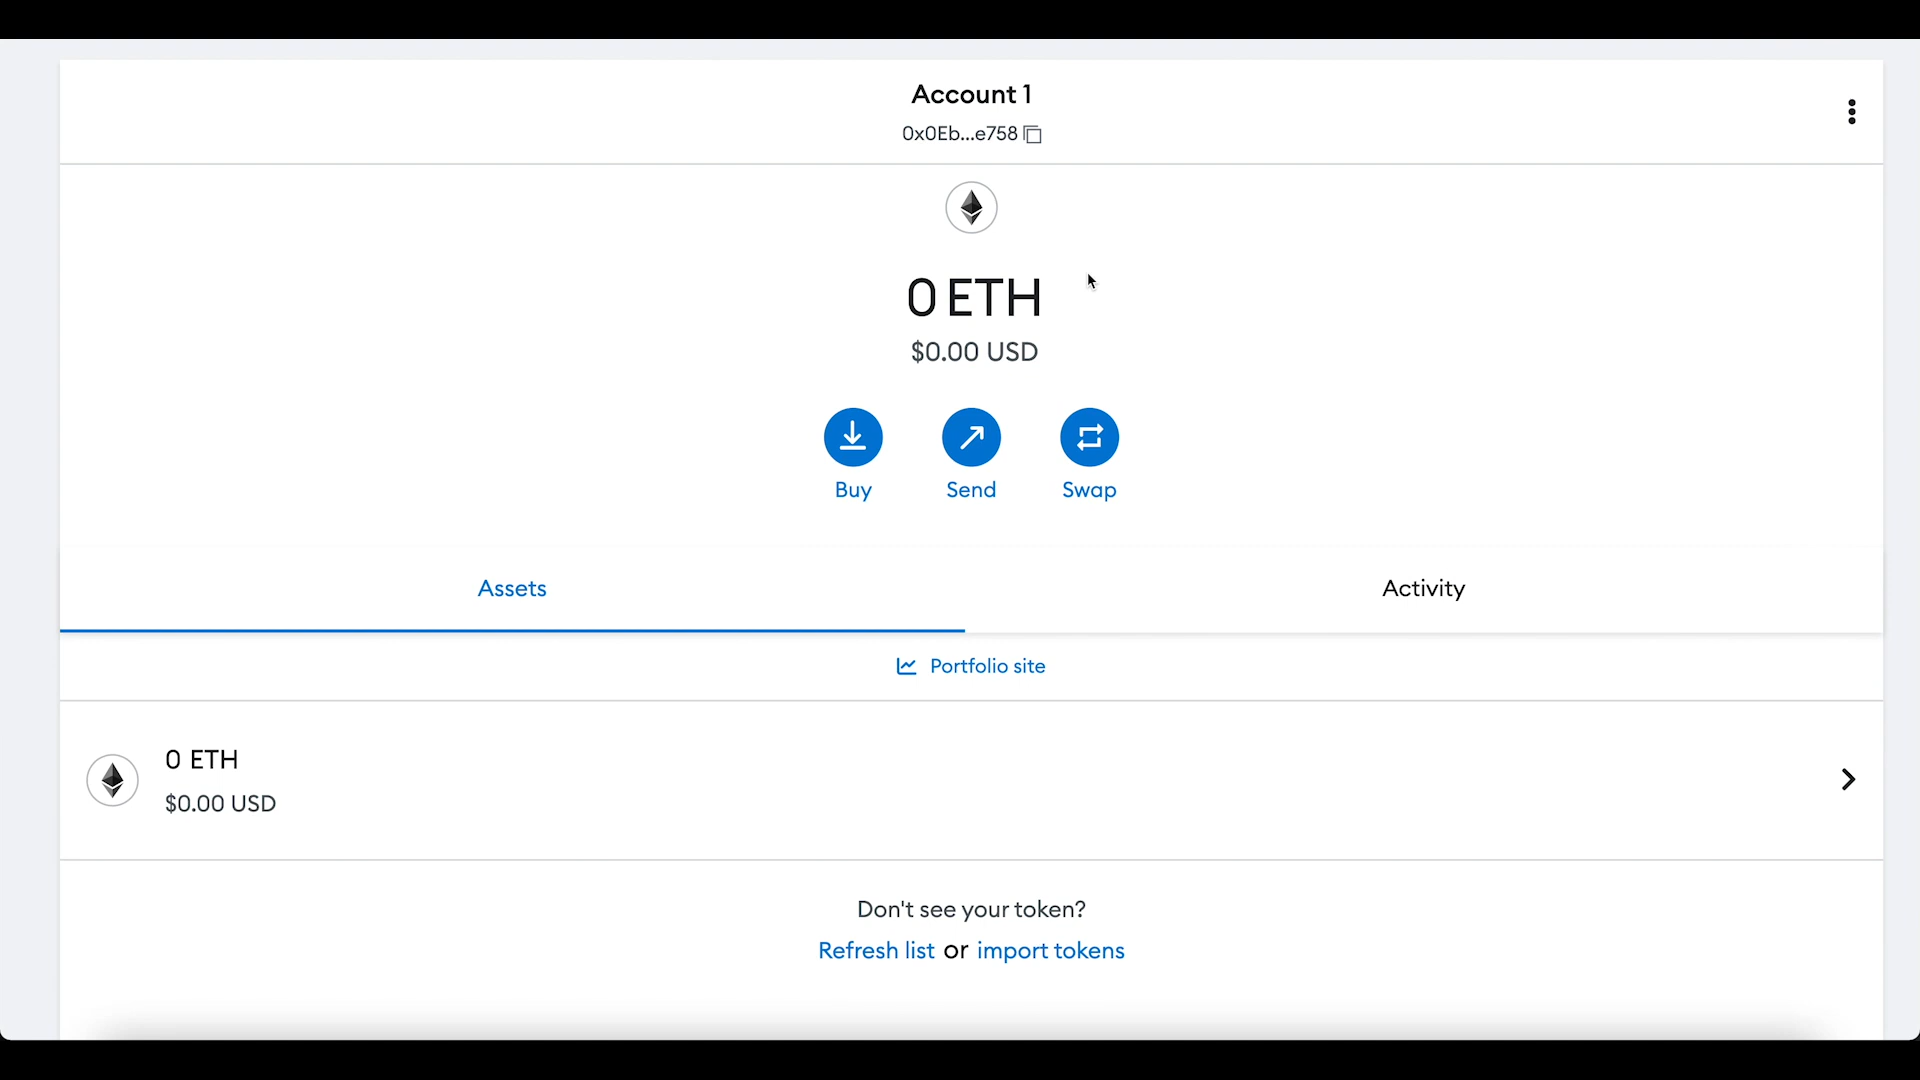 Account 1
0x0Eb...e758
0 ETH
$0.00 USD
Buy Send Swap
Assets Activity
Portfolio site
0 ETH
$0.00 USD
Don't see your token?
Refresh list or import tokens